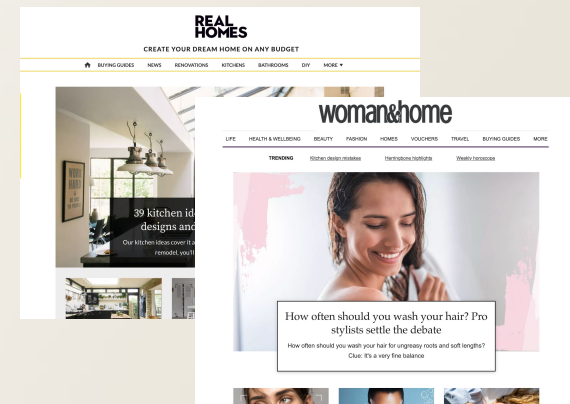 REAL
HOMES
CREATE YOUR DREAM HOME ON ANY BUDGET
BUYING GUIDES NEWS RENOVATIONS KITCHENS BATHROOMS DIY MORE
WORK
HARD
39 kitchen
designs and
Our kitchen ideas cover it
remodel, you'll
woman&home
LIFE HEALTH & WELLBEING BEAUTY FASHION HOMES VOUCHERS TRAVEL BUYING GUIDES MORE
TRENDING Kitchen design mistakes Herringbone highlights Weekly horoscope
How often should you wash your hair? Pro
stylists settle the debate
How often should you wash your hair for ungreasy roots and soft lengths?
Clue: It's a very fine balance